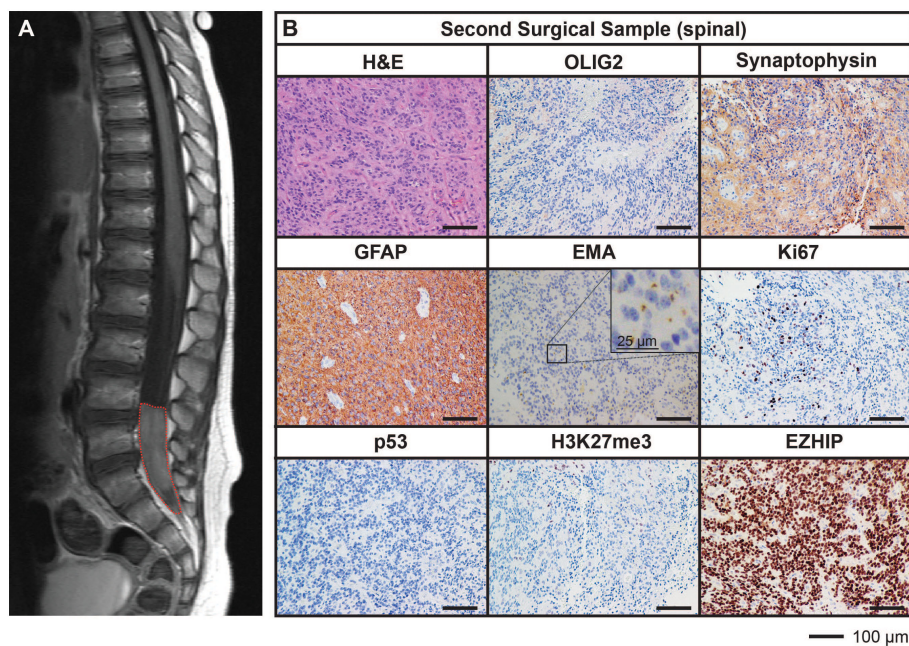 A
B
Second Surgical Sample (spinal)
H&E OLIG2 Synaptophysin
GFAP EMA Ki67
25 µm
p53 H3K27me3 EZHIP
100 µm